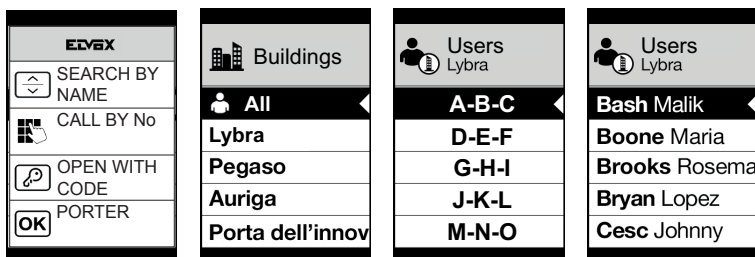 ELVOX
SEARCH BY
NAME
CALL BY No
OPEN WITH
CODE
OK PORTER
Buildings
All
Lybra
Pegaso
Auriga
Porta dell'innov
Users
Lybra
A-B-C
D-E-F
G-H-I
J-K-L
M-N-O
Users
Lybra
Bash Malik
Boone Maria
Brooks Rosema
Bryan Lopez
Cesc Johnny